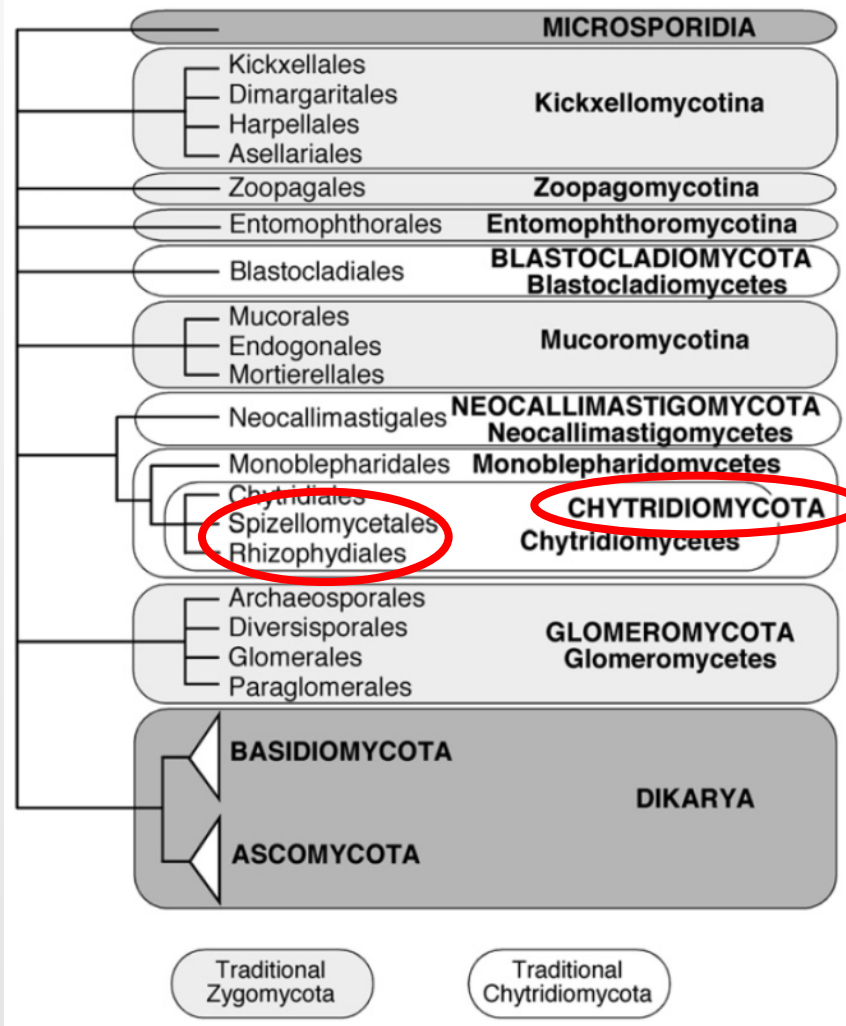 MICROSPORIDIA
Kickxellales
Dimargaritales
Harpellales
Asellariales
Kickxellomycotina
Zoopagales
Zoopagomycotina
Entomophthorales
Entomophthoromycotina
Blastocladiales
BLASTOCLADIOMYCOTA
Blastocladiomycetes
Mucorales
Endogonales
Mortierellales
Mucoromycotina
Neocallimastigales
NEOCALLIMASTIGOMYCOTA
Neocallimastigomycetes
Monoblepharidales
Monoblepharidomycetes
Chytridiales
Spizellomycetales
Rhizophydiales
CHYTRIDIOMYCOTA
Chytridiomycetes
Archaeosporales
Diversisporales
Glomerales
Paraglomerales
GLOMEROMYCOTA
Glomeromycetes
BASIDIOMYCOTA
ASCOMYCOTA
DIKARYA
Traditional
Zygomycota
Traditional
Chytridiomycota